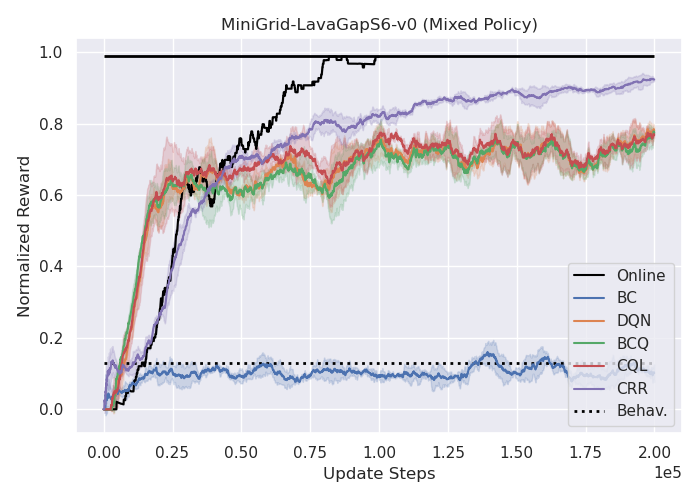 MiniGrid-LavaGapS6-v0 (Mixed Policy)
Normalized Reward
1.0
0.8
0.6
0.4
0.2
0.0
Online
BC
DQN
BCQ
CQL
CRR
Behav.
0.00 0.25 0.50 0.75 1.00 1.25 1.50 1.75 2.00
1e5
Update Steps